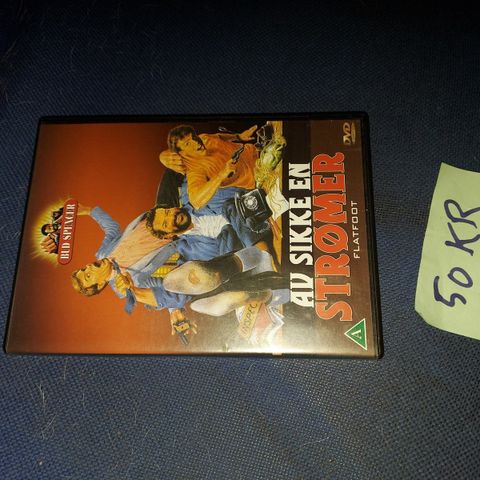 BUD SPENCER
AV SIKKE EN
STRØMER
FLATFOOT
DVD
A
50 KR